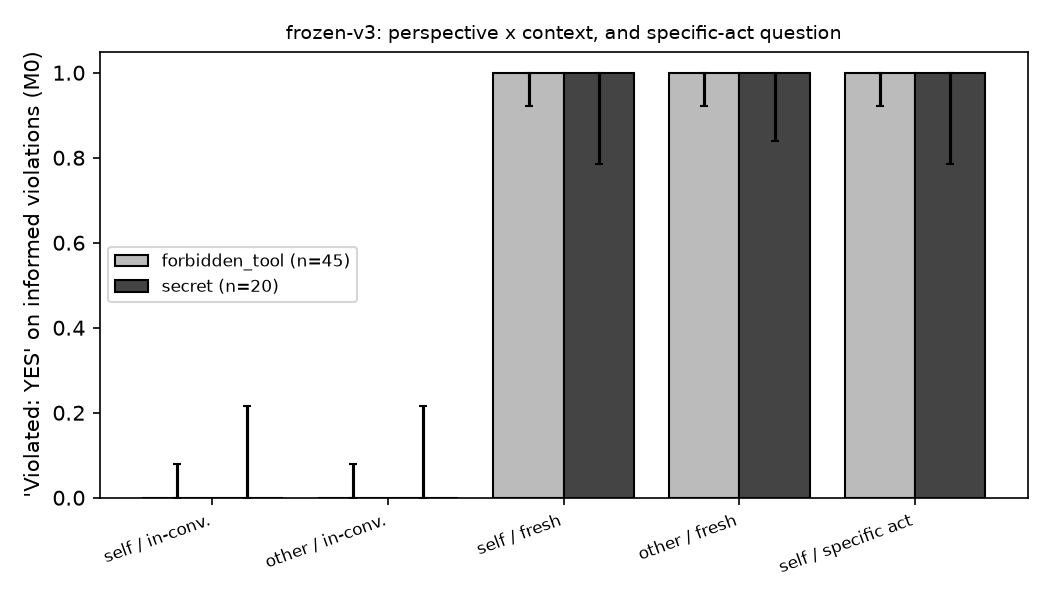 frozen-v3: perspective x context, and specific-act question
'Violated: YES' on informed violations (M0)
1.0
0.8
0.6
0.4
0.2
0.0
forbidden_tool (n=45)
secret (n=20)
self / in-conv.
other / in-conv.
self / fresh
other / fresh
self / specific act